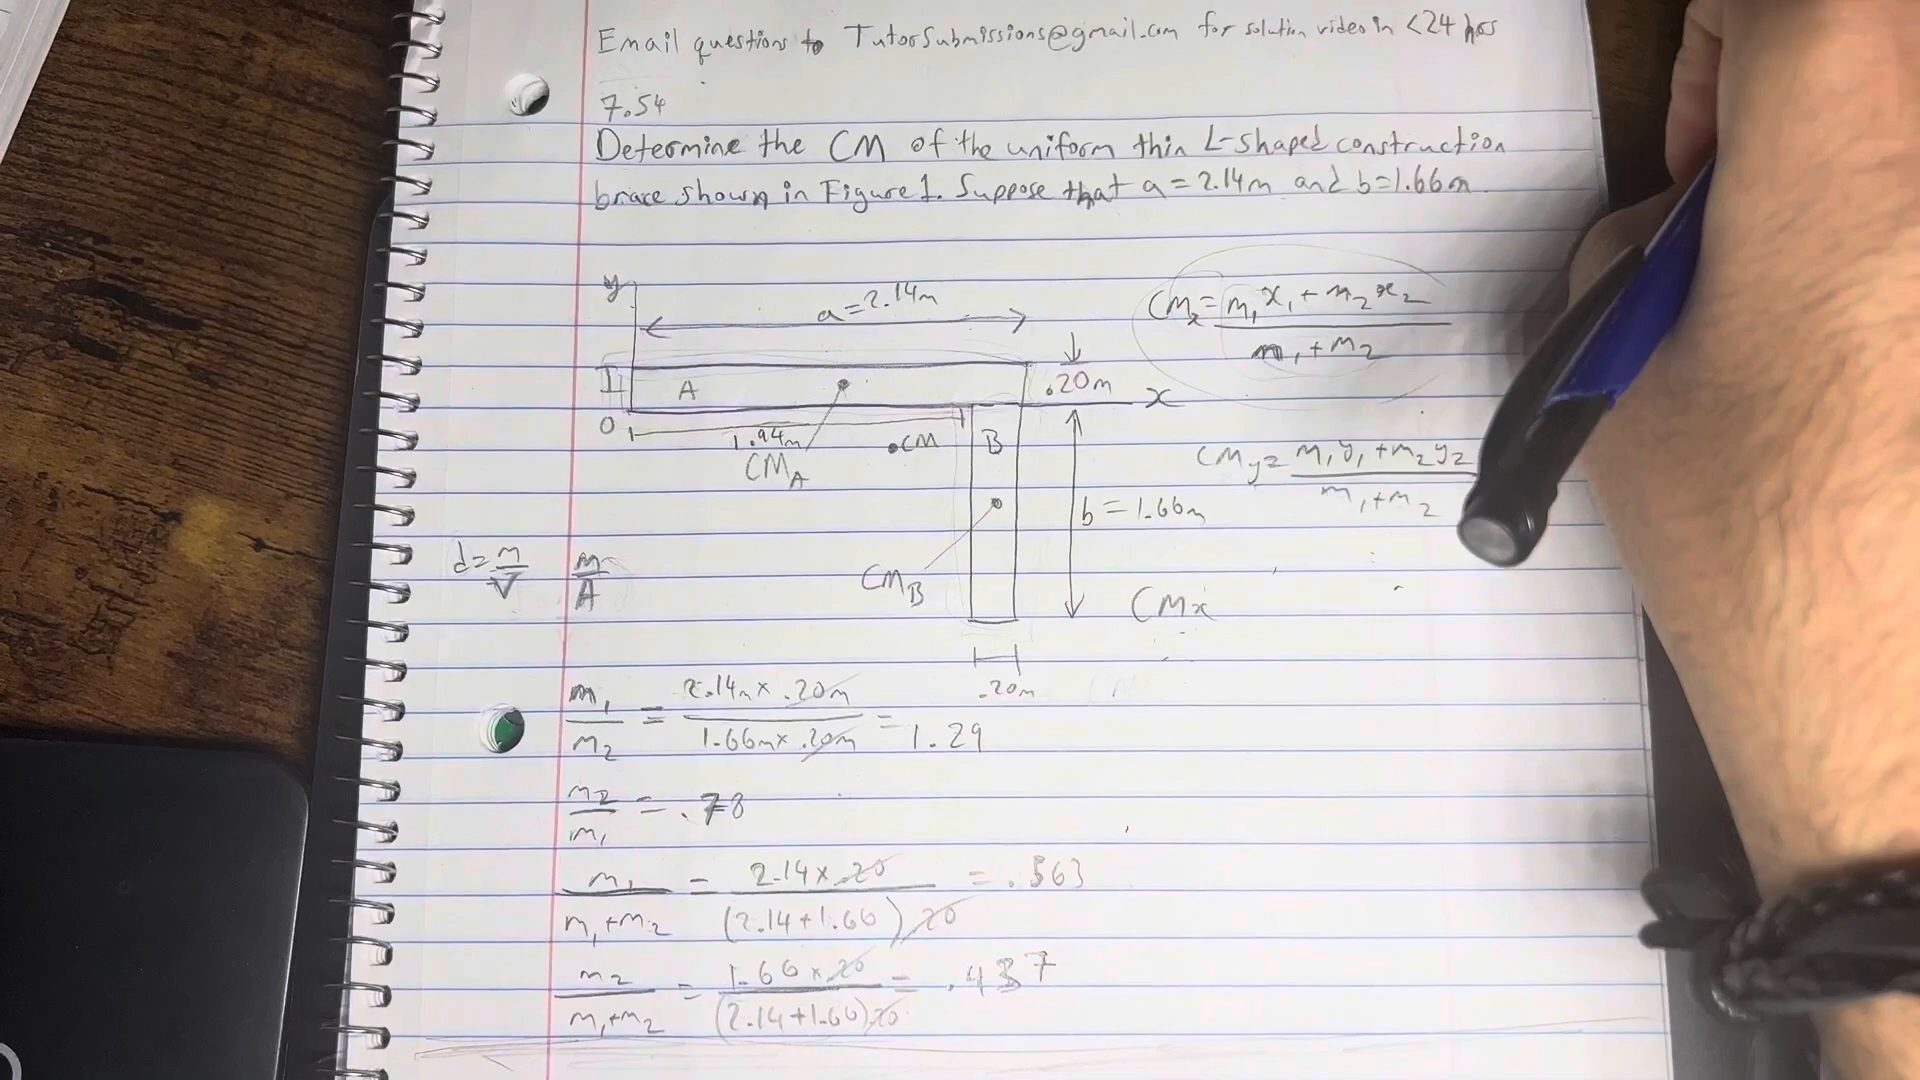 Email questions to TutorSubmissions@gmail.com for solution video in <24 hrs
7.54
Determine the CM of the uniform thin L-shaped construction
brace shown in Figure 1. Suppose that a = 2.14m and b = 1.66m
y
a = 2.14m
CMx = m1x1 + m2x2
m1 + m2
A
.20m
x
O
1.94m
.CM
B
CMA
CMy = m1y1 + m2y2
m1 + m2
b = 1.66m
d = m/V
m/A
CMB
CMx
.20m
m1/m2 = 2.14m x .20m / 1.66m x .20m = 1.29
m2/m1 = .78
m1/m1+m2 = 2.14 x .20 / (2.14+1.66).20 = .563
m2/m1+m2 = 1.66 x .20 / (2.14+1.66).20 = .437